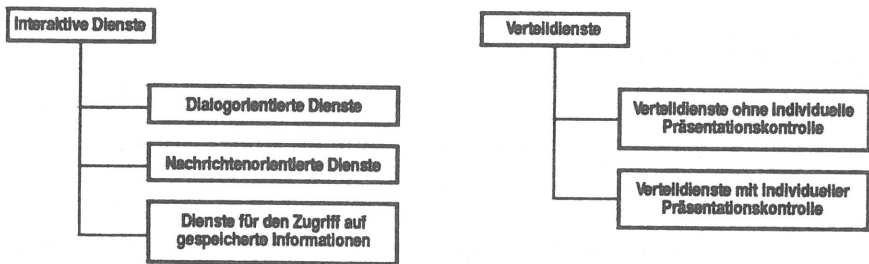 Interaktive Dienste
Dialogorientierte Dienste
Nachrichtenorientierte Dienste
Dienste für den Zugriff auf
gespeicherte Informationen
Verteildienste
Verteildienste ohne individuelle
Präsentationskontrolle
Verteildienste mit individueller
Präsentationskontrolle